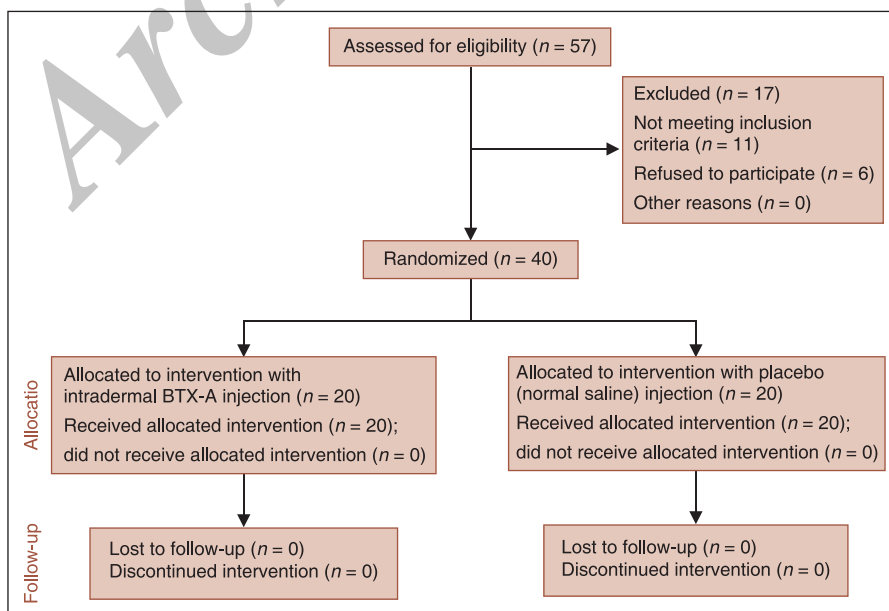 Arc
Assessed for eligibility (n = 57)
Excluded (n = 17)
Not meeting inclusion
criteria (n = 11)
Refused to participate (n = 6)
Other reasons (n = 0)
Randomized (n = 40)
Allocatio
Allocated to intervention with
intradermal BTX-A injection (n = 20)
Received allocated intervention (n = 20);
did not receive allocated intervention (n = 0)
Allocated to intervention with placebo
(normal saline) injection (n = 20)
Received allocated intervention (n = 20);
did not receive allocated intervention (n = 0)
Follow-up
Lost to follow-up (n = 0)
Discontinued intervention (n = 0)
Lost to follow-up (n = 0)
Discontinued intervention (n = 0)